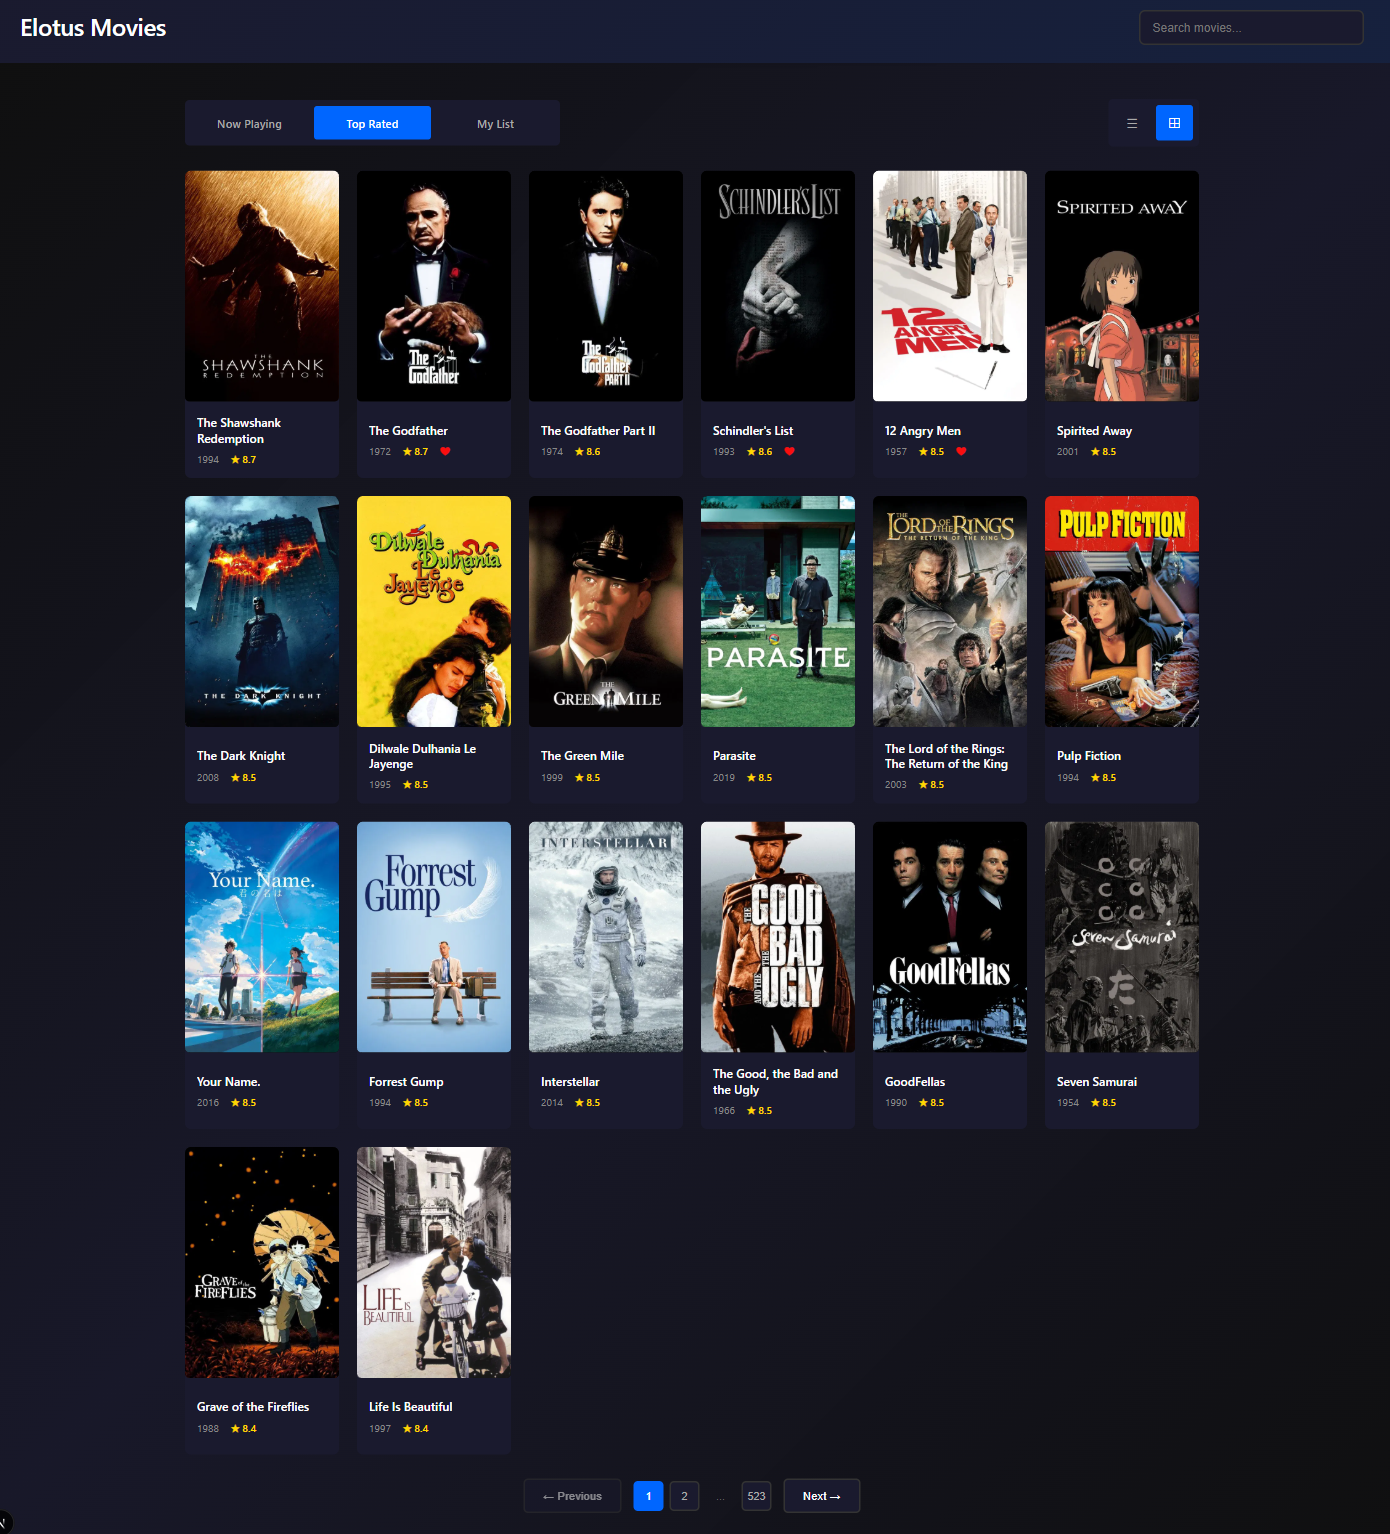 Elotus Movies
Search movies...
Now Playing
Top Rated
My List
THE
SHAWSHANK
REDEMPTION
The
Godfather
The
Godfather
PART II
SCHINDLER'S LIST
12
ANGRY
MEN
SPIRITED AWAY
The Shawshank
Redemption
1994 ★ 8.7
The Godfather
1972 ★ 8.7
The Godfather Part II
1974 ★ 8.6
Schindler's List
1993 ★ 8.6
12 Angry Men
1957 ★ 8.5
Spirited Away
2001 ★ 8.5
THE DARK KNIGHT
Dilwale
Dulhania
Le
Jayenge
THE
GREEN MILE
PARASITE
THE
LORD OF THE RINGS
THE RETURN OF THE KING
PULP FICTION
The Dark Knight
2008 ★ 8.5
Dilwale Dulhania Le
Jayenge
1995 ★ 8.5
The Green Mile
1999 ★ 8.5
Parasite
2019 ★ 8.5
The Lord of the Rings:
The Return of the King
2003 ★ 8.5
Pulp Fiction
1994 ★ 8.5
Your Name.
君の名は
Forrest
Gump
INTERSTELLAR
THE GOOD
THE BAD
AND THE UGLY
GoodFellas
Seven Samurai
た
Your Name.
2016 ★ 8.5
Forrest Gump
1994 ★ 8.5
Interstellar
2014 ★ 8.5
The Good, the Bad and
the Ugly
1966 ★ 8.5
GoodFellas
1990 ★ 8.5
Seven Samurai
1954 ★ 8.5
GRAVE of the
FIREFLIES
LIFE IS
BEAUTIFUL
Grave of the Fireflies
1988 ★ 8.4
Life Is Beautiful
1997 ★ 8.4
← Previous
1
2
...
523
Next →